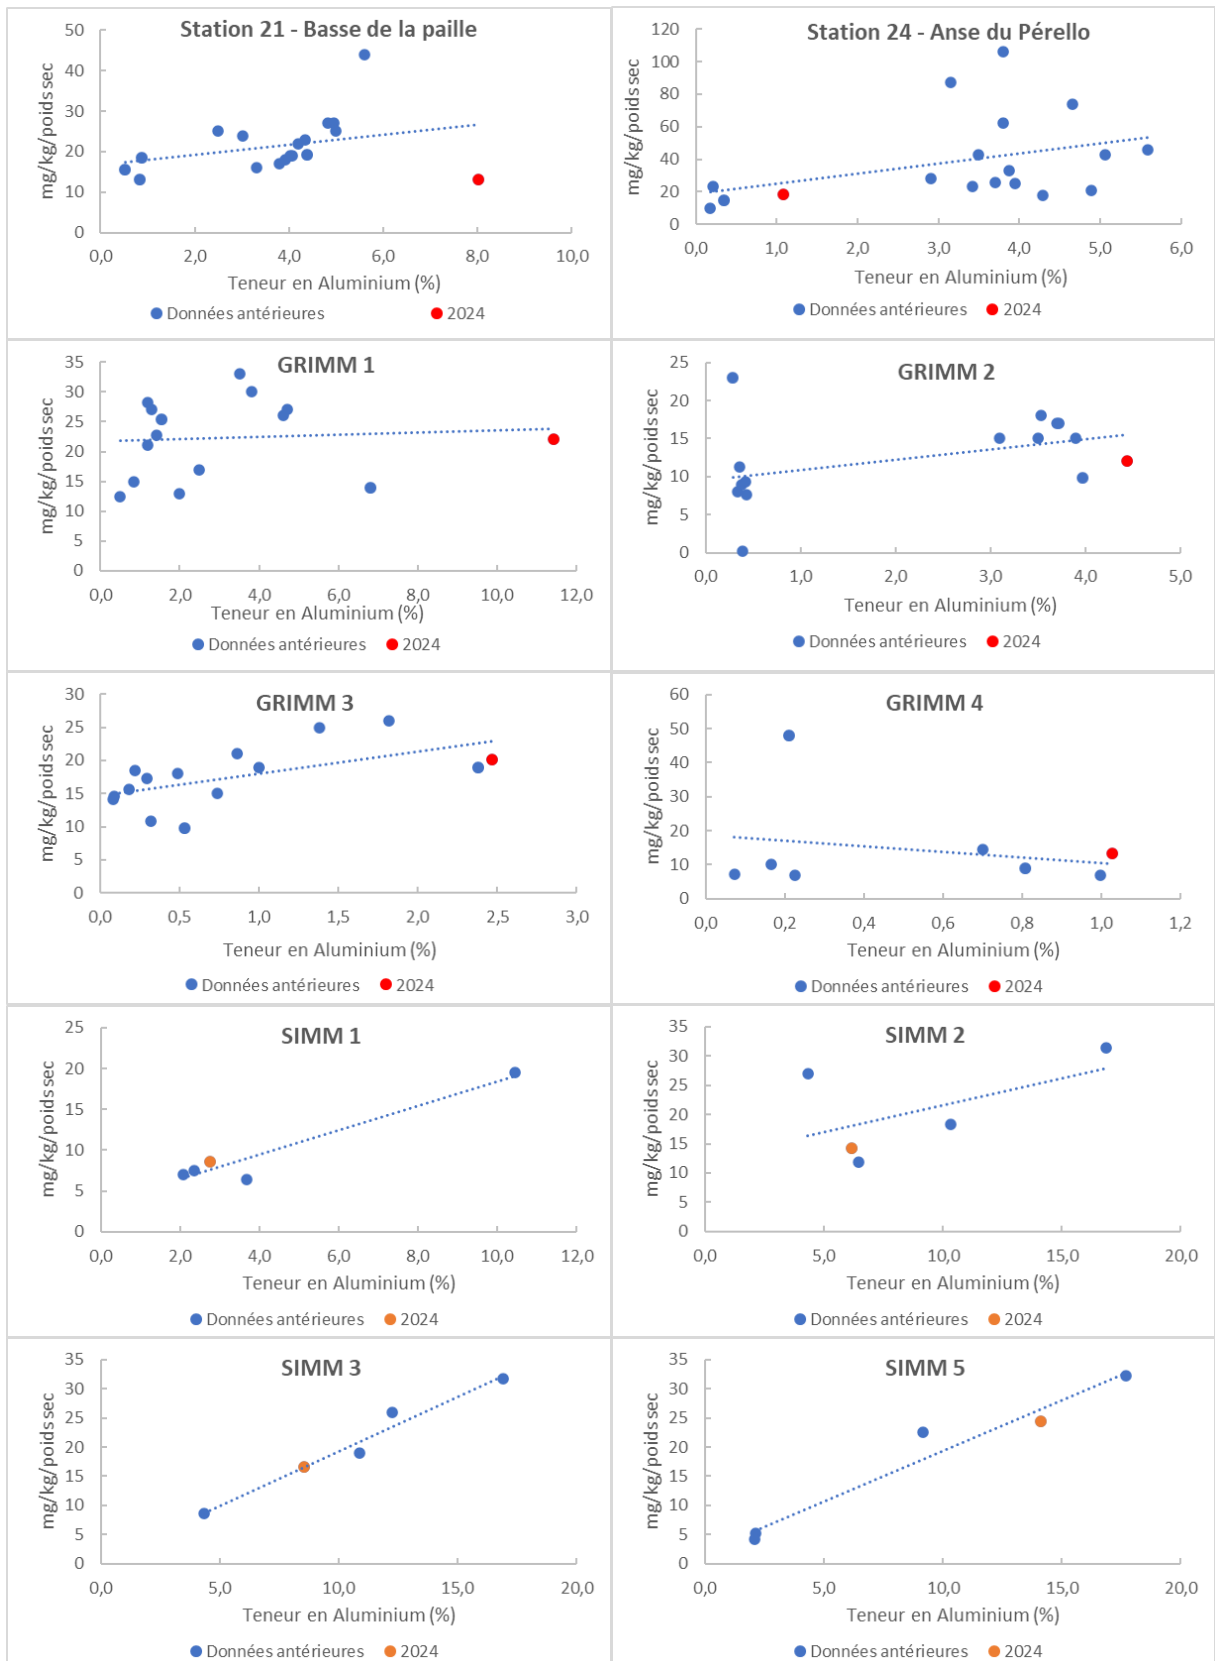 Station 21 - Basse de la paille
mg/kg/poids sec
50
40
30
20
10
0
0,0 2,0 4,0 6,0 8,0 10,0
Teneur en Aluminium (%)
Données antérieures 2024
Station 24 - Anse du Pérello
mg/kg/poids sec
120
100
80
60
40
20
0
0,0 1,0 2,0 3,0 4,0 5,0 6,0
Teneur en Aluminium (%)
Données antérieures 2024
GRIMM 1
mg/kg/poids sec
35
30
25
20
15
10
5
0
0,0 2,0 4,0 6,0 8,0 10,0 12,0
Teneur en Aluminium (%)
Données antérieures 2024
GRIMM 2
mg/kg/poids sec
25
20
15
10
5
0
0,0 1,0 2,0 3,0 4,0 5,0
Teneur en Aluminium (%)
Données antérieures 2024
GRIMM 3
mg/kg/poids sec
30
25
20
15
10
5
0
0,0 0,5 1,0 1,5 2,0 2,5 3,0
Teneur en Aluminium (%)
Données antérieures 2024
GRIMM 4
mg/kg/poids sec
60
50
40
30
20
10
0
0,0 0,2 0,4 0,6 0,8 1,0 1,2
Teneur en Aluminium (%)
Données antérieures 2024
SIMM 1
mg/kg/poids sec
25
20
15
10
5
0
0,0 2,0 4,0 6,0 8,0 10,0 12,0
Teneur en Aluminium (%)
Données antérieures 2024
SIMM 2
mg/kg/poids sec
35
30
25
20
15
10
5
0
0,0 5,0 10,0 15,0 20,0
Teneur en Aluminium (%)
Données antérieures 2024
SIMM 3
mg/kg/poids sec
35
30
25
20
15
10
5
0
0,0 5,0 10,0 15,0 20,0
Teneur en Aluminium (%)
Données antérieures 2024
SIMM 5
mg/kg/poids sec
35
30
25
20
15
10
5
0
0,0 5,0 10,0 15,0 20,0
Teneur en Aluminium (%)
Données antérieures 2024